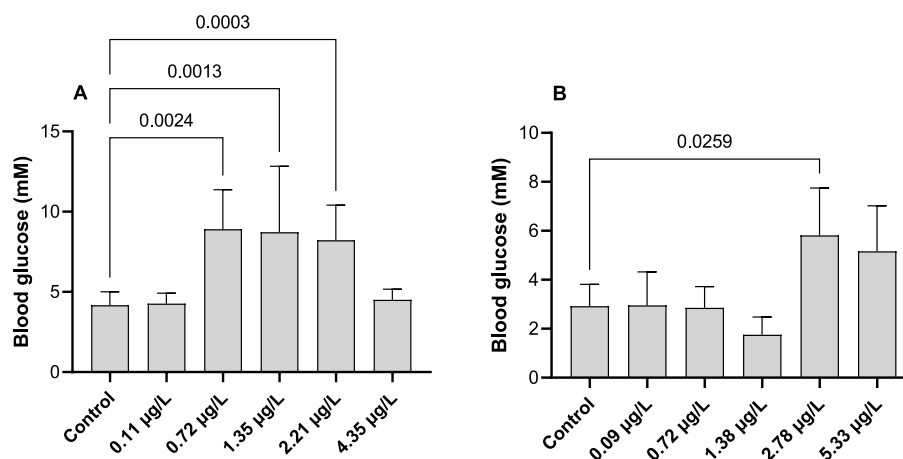 A
0.0003
0.0013
0.0024
Blood glucose (mM)
15
10
5
0
Control
0.11 µg/L
0.72 µg/L
1.35 µg/L
2.21 µg/L
4.35 µg/L
B
0.0259
Blood glucose (mM)
10
8
6
4
2
0
Control
0.09 µg/L
0.72 µg/L
1.38 µg/L
2.78 µg/L
5.33 µg/L